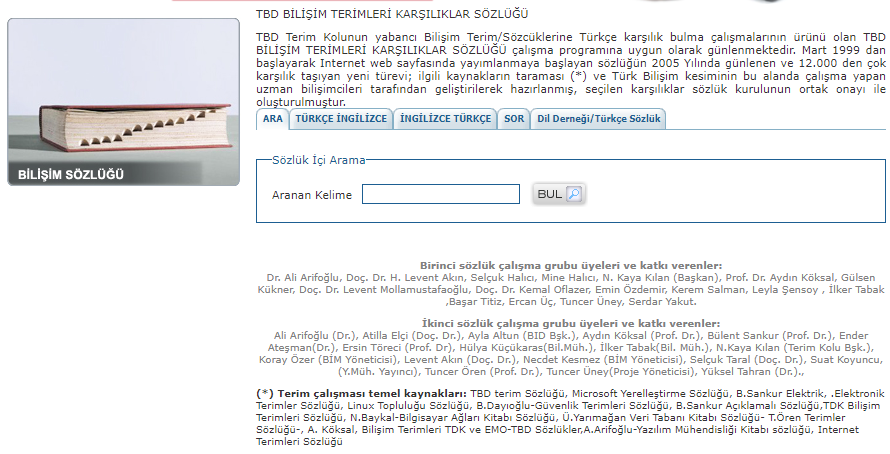 TBD BİLİŞİM TERİMLERİ KARŞILIKLAR SÖZLÜĞÜ
TBD Terim Kolunun yabancı Bilişim Terim/Sözcüklerine Türkçe karşılık bulma çalışmalarının ürünü olan TBD
BİLİŞİM TERİMLERİ KARŞILIKLAR SÖZLÜĞÜ çalışma programına uygun olarak günlenmektedir. Mart 1999 dan
başlayarak Internet web sayfasında yayımlanmaya başlayan sözlüğün 2005 Yılında günlenen ve 12.000 den çok
karşılık taşıyan yeni türevi; ilgili kaynakların taraması (*) ve Türk Bilişim kesiminin bu alanda çalışma yapan
uzman bilişimcileri tarafından geliştirilerek hazırlanmış, seçilen karşılıklar sözlük kurulunun ortak onayı ile
oluşturulmuştur.
BİLİŞİM SÖZLÜĞÜ
ARA TÜRKÇE İNGİLİZCE İNGİLİZCE TÜRKÇE SOR Dil Derneği/Türkçe Sözlük
Sözlük İçi Arama
Aranan Kelime BUL
Birinci sözlük çalışma grubu üyeleri ve katkı verenler:
Dr. Ali Arifoğlu, Doç. Dr. H. Levent Akın, Selçuk Halıcı, Mine Halıcı, N. Kaya Kılan (Başkan), Prof. Dr. Aydın Köksal, Gülsen
Kükner, Doç. Dr. Levent Mollamustafaoğlu, Doç. Dr. Kemal Oflazer, Emin Özdemir, Kerem Salman, Leyla Şensoy , İlker Tabak
,Başar Titiz, Ercan Üç, Tuncer Üney, Serdar Yakut.
İkinci sözlük çalışma grubu üyeleri ve katkı verenler:
Ali Arifoğlu (Dr.), Atilla Elçi (Doç. Dr.), Ayla Altun (BID Bşk.), Aydın Köksal (Prof. Dr.), Bülent Sankur (Prof. Dr.), Ender
Ateşman(Dr.), Ersin Töreci (Prof. Dr), Hülya Küçükaras(Bil.Müh.), İlker Tabak(Bil. Müh.), N.Kaya Kılan (Terim Kolu Bşk.),
Koray Özer (BİM Yöneticisi), Levent Akın (Doç. Dr.), Necdet Kesmez (BİM Yöneticisi), Selçuk Taral (Doç. Dr.), Suat Koyuncu,
(Y.Müh. Yayıncı), Tuncer Ören (Prof. Dr.), Tuncer Üney(Proje Yöneticisi), Yüksel Tahran (Dr.).,
(*) Terim çalışması temel kaynakları: TBD terim Sözlüğü, Microsoft Yerelleştirme Sözlüğü, B.Sankur Elektrik, .Elektronik
Terimler Sözlüğü, Linux Topluluğu Sözlüğü, B.Dayıoğlu-Güvenlik Terimleri Sözlüğü, B.Sankur Açıklamalı Sözlüğü,TDK Bilişim
Terimleri Sözlüğü, N.Baykal-Bilgisayar Ağları Kitabı Sözlüğü, Ü.Yarımağan Veri Tabanı Kitabı Sözlüğü- T.Ören Terimler
Sözlüğü-, A. Köksal, Bilişim Terimleri TDK ve EMO-TBD Sözlükler,A.Arifoğlu-Yazılım Mühendisliği Kitabı sözlüğü, Internet
Terimleri Sözlüğü